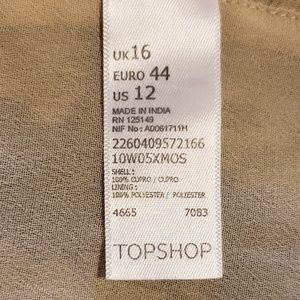 UK 16
EURO 44
US 12
MADE IN INDIA
RN 125149
NIF No: A0061711H
2260409572166
10W05XMOS
SHELL:
100% CUPRO / CUPRO
LINING:
100% POLYESTER / POLYESTER
4665 7083
TOPSHOP